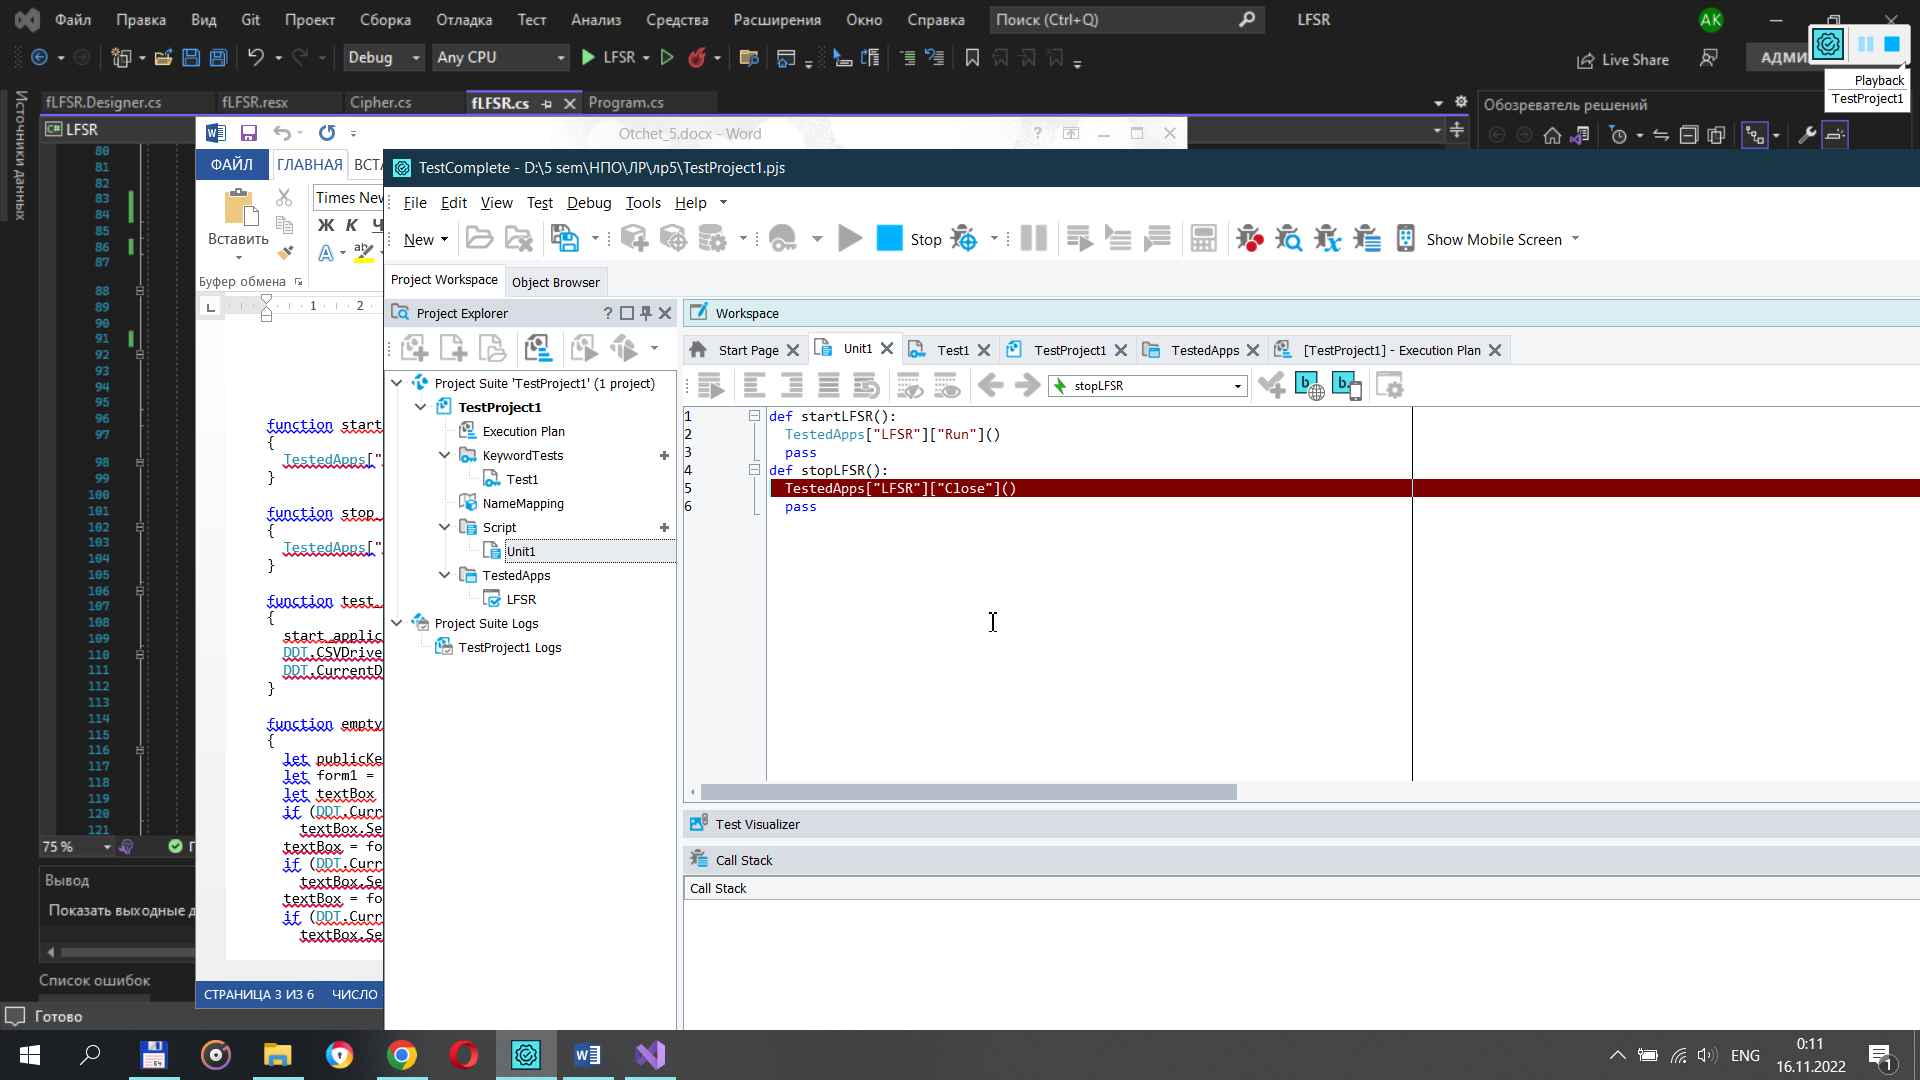 Файл Правка Вид Git Проект Сборка Отладка Тест Анализ Средства Расширения Окно Справка Поиск (Ctrl+Q) LFSR AK
Debug Any CPU LFSR Live Share
Playback
TestProject1
Источники данных
fLFSR.Designer.cs fLFSR.resx Cipher.cs fLFSR.cs Program.cs Обозреватель решений
C# LFSR
80
81
82
83
84
85
86
87
88
89
90
91
92
93
94
95
96
97
98
99
100
101
102
103
104
105
106
107
108
109
110
111
112
113
114
115
116
117
118
119
120
121
75 %
Вывод
Показать выходные д
Список ошибок
Готово
Otchet_5.docx - Word
ФАЙЛ ГЛАВНАЯ ВСТА
Вставить
Times New
Ж К Ч
Буфер обмена
1 2
function start
{
TestedApps["
}
function stop_
{
TestedApps["
}
function test_
{
start_applic
DDT.CSVDrive
DDT.CurrentD
}
function empty
{
let publicKe
let form1 =
let textBox
if (DDT.Curr
textBox.Se
textBox = fo
if (DDT.Curr
textBox.Se
textBox = fo
if (DDT.Curr
textBox.Se
СТРАНИЦА 3 ИЗ 6 ЧИСЛО
TestComplete - D:\5 sem\НПО\ЛР\лр5\TestProject1.pjs
File Edit View Test Debug Tools Help
New Stop Show Mobile Screen
Project Workspace Object Browser
Project Explorer
Project Suite 'TestProject1' (1 project)
TestProject1
Execution Plan
KeywordTests
Test1
NameMapping
Script
Unit1
TestedApps
LFSR
Project Suite Logs
TestProject1 Logs
Workspace
Start Page Unit1 Test1 TestProject1 TestedApps [TestProject1] - Execution Plan
stopLFSR
1 def startLFSR():
2 TestedApps["LFSR"]["Run"]()
3 pass
4 def stopLFSR():
5 TestedApps["LFSR"]["Close"]()
6 pass
Test Visualizer
Call Stack
Call Stack
ENG
0:11
16.11.2022
1